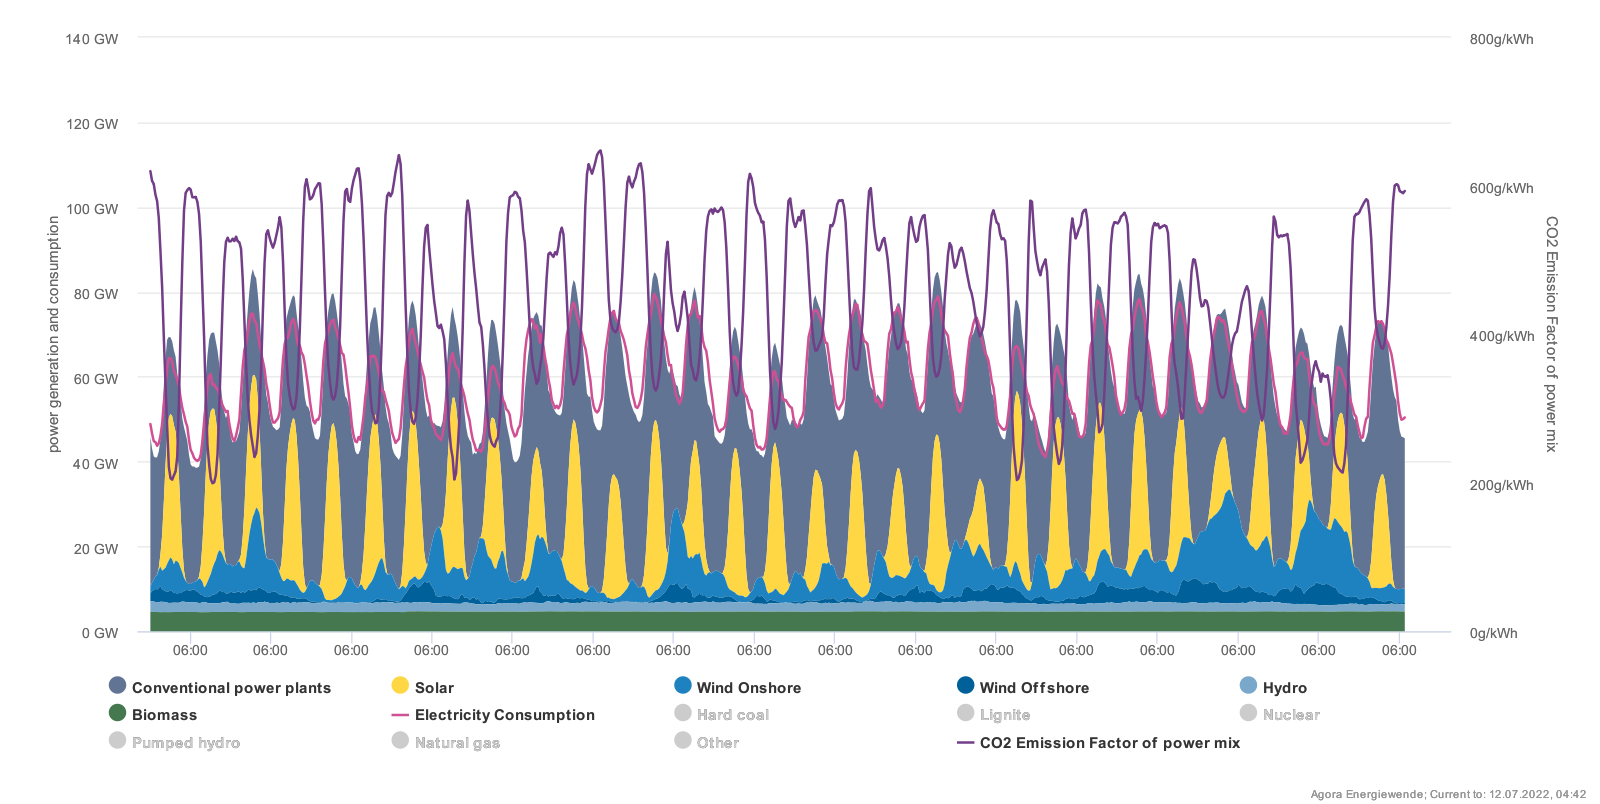 140 GW
800g/kWh
120 GW
100 GW
600g/kWh
80 GW
60 GW
400g/kWh
40 GW
200g/kWh
20 GW
0 GW
0g/kWh
power generation and consumption
CO2 Emission Factor of power mix
06:00 06:00 06:00 06:00 06:00 06:00 06:00 06:00 06:00 06:00 06:00 06:00 06:00 06:00 06:00 06:00
Conventional power plants Solar Wind Onshore Wind Offshore Hydro
Biomass Electricity Consumption Hard coal Lignite Nuclear
Pumped hydro Natural gas Other CO2 Emission Factor of power mix
Agora Energiewende; Current to: 12.07.2022, 04:42